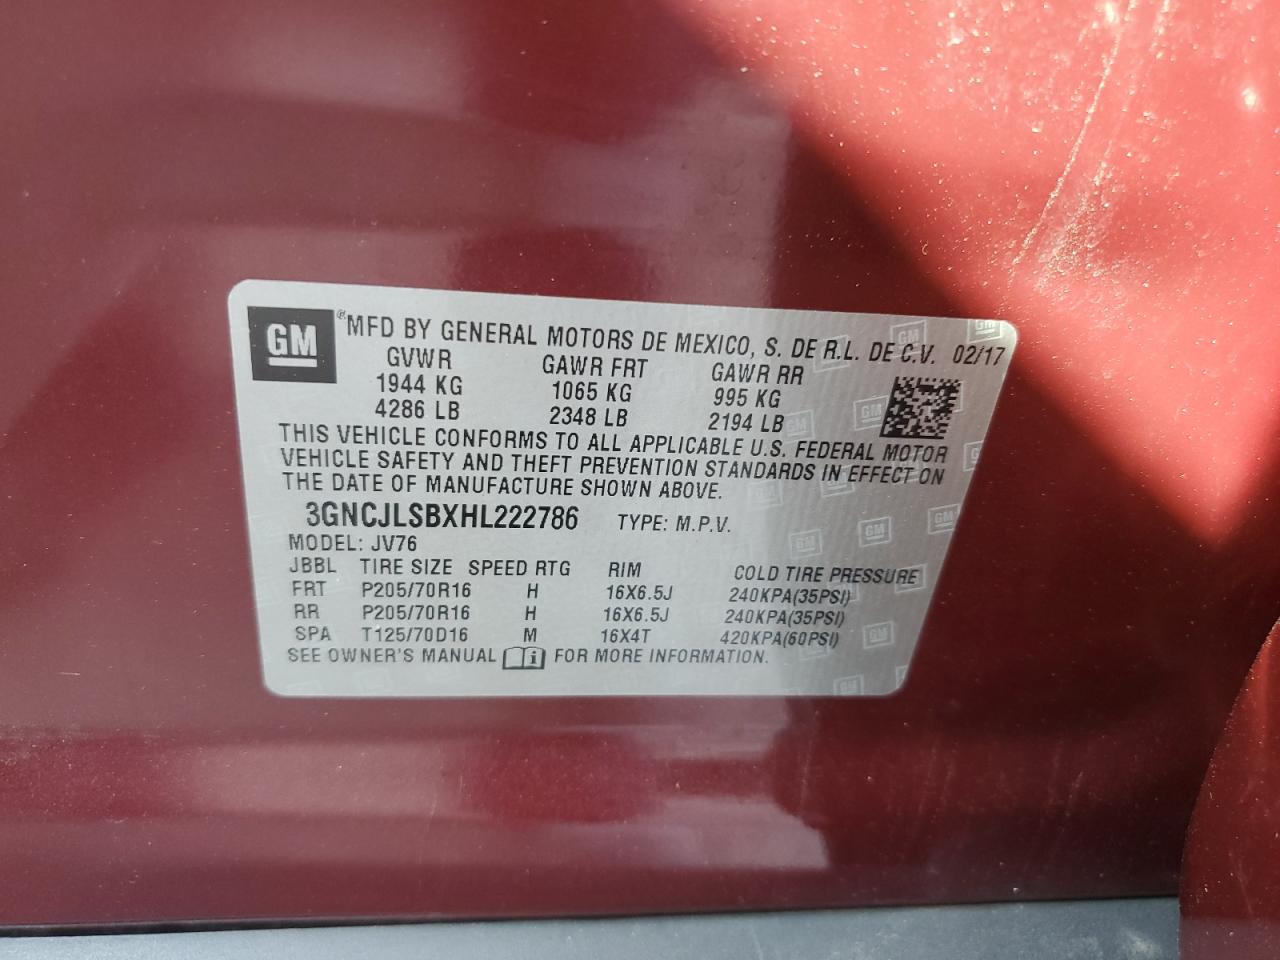 GM ®MFD BY GENERAL MOTORS DE MEXICO, S. DE R.L. DE C.V. 02/17
GVWR GAWR FRT GAWR RR
1944 KG 1065 KG 995 KG
4286 LB 2348 LB 2194 LB
THIS VEHICLE CONFORMS TO ALL APPLICABLE U.S. FEDERAL MOTOR
VEHICLE SAFETY AND THEFT PREVENTION STANDARDS IN EFFECT ON
THE DATE OF MANUFACTURE SHOWN ABOVE.
3GNCJLSBXHL222786 TYPE: M.P.V.
MODEL: JV76
JBBL TIRE SIZE SPEED RTG RIM COLD TIRE PRESSURE
FRT P205/70R16 H 16X6.5J 240KPA(35PSI)
RR P205/70R16 H 16X6.5J 240KPA(35PSI)
SPA T125/70D16 M 16X4T 420KPA(60PSI)
SEE OWNER'S MANUAL FOR MORE INFORMATION.